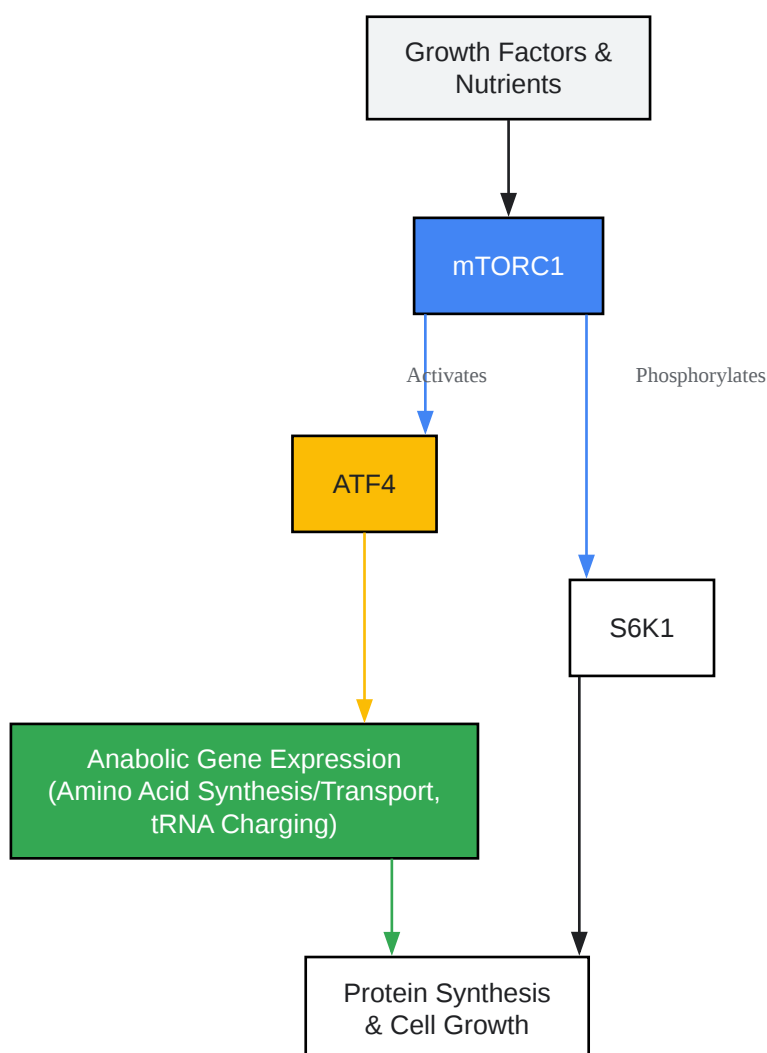 Growth Factors &
Nutrients
mTORC1
Activates
Phosphorylates
ATF4
S6K1
Anabolic Gene Expression
(Amino Acid Synthesis/Transport,
tRNA Charging)
Protein Synthesis
& Cell Growth